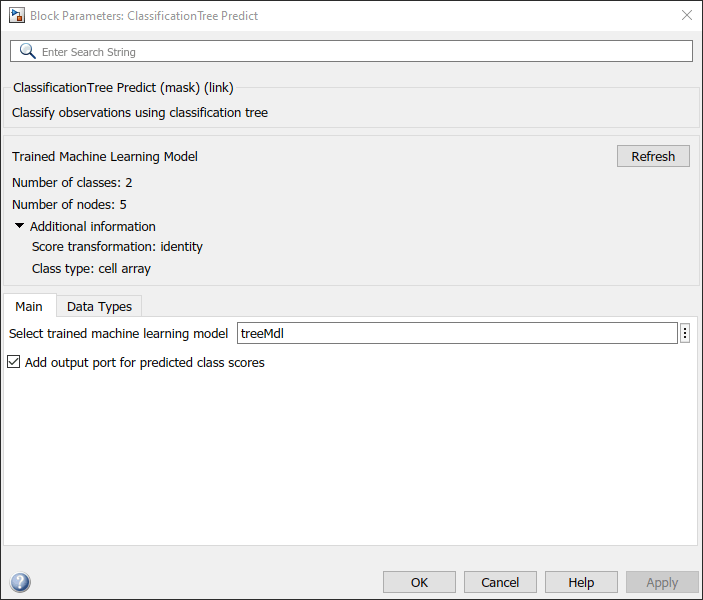 Block Parameters: ClassificationTree Predict
Enter Search String
ClassificationTree Predict (mask) (link)
Classify observations using classification tree
Trained Machine Learning Model
Refresh
Number of classes: 2
Number of nodes: 5
Additional information
Score transformation: identity
Class type: cell array
Main Data Types
Select trained machine learning model treeMdl
Add output port for predicted class scores
? OK Cancel Help Apply